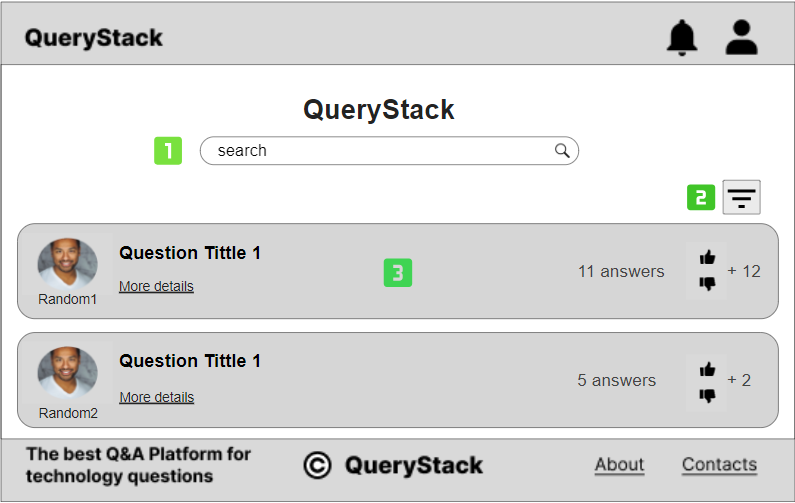 QueryStack
QueryStack
1
search
2
Question Tittle 1
3
11 answers
+ 12
More details
Random1
Question Tittle 1
5 answers
+ 2
More details
Random2
The best Q&A Platform for
technology questions
© QueryStack
About
Contacts